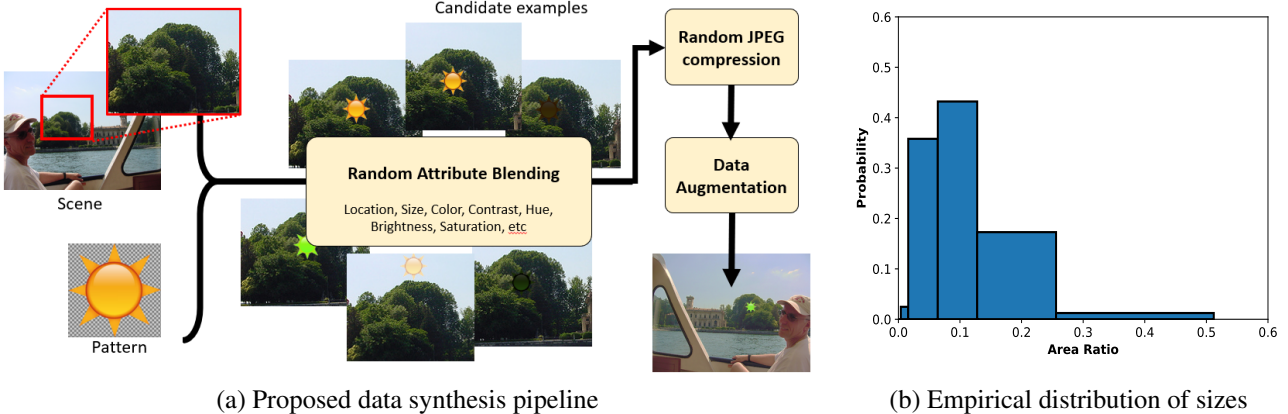 Candidate examples
Scene
Pattern
Random Attribute Blending
Location, Size, Color, Contrast, Hue,
Brightness, Saturation, etc
Random JPEG
compression
Data
Augmentation
(a) Proposed data synthesis pipeline
0.6
0.5
0.4
0.3
0.2
0.1
0.0
Probability
0.0 0.1 0.2 0.3 0.4 0.5 0.6
Area Ratio
(b) Empirical distribution of sizes